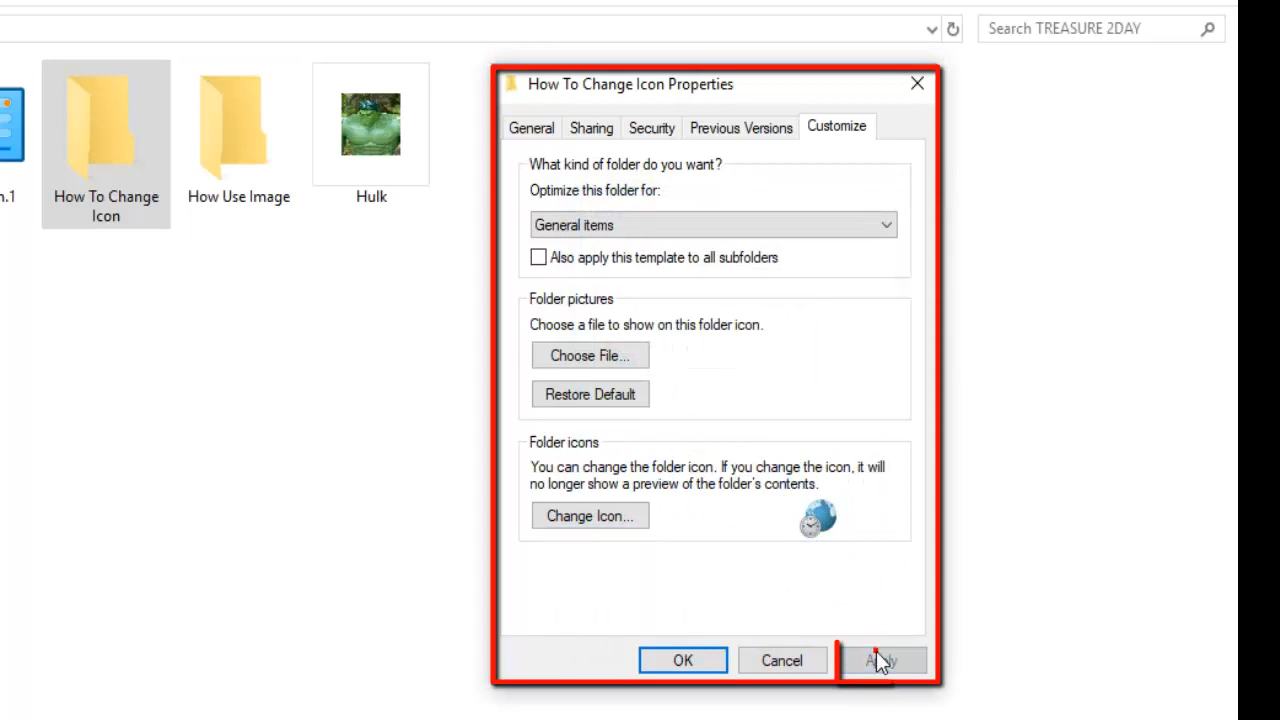 Search TREASURE 2DAY
How To Change Icon Properties
General Sharing Security Previous Versions Customize
What kind of folder do you want?
Optimize this folder for:
General items
Also apply this template to all subfolders
Folder pictures
Choose a file to show on this folder icon.
Choose File...
Restore Default
Folder icons
You can change the folder icon. If you change the icon, it will
no longer show a preview of the folder's contents.
Change Icon...
OK Cancel
n.1
How To Change
Icon
How Use Image
Hulk